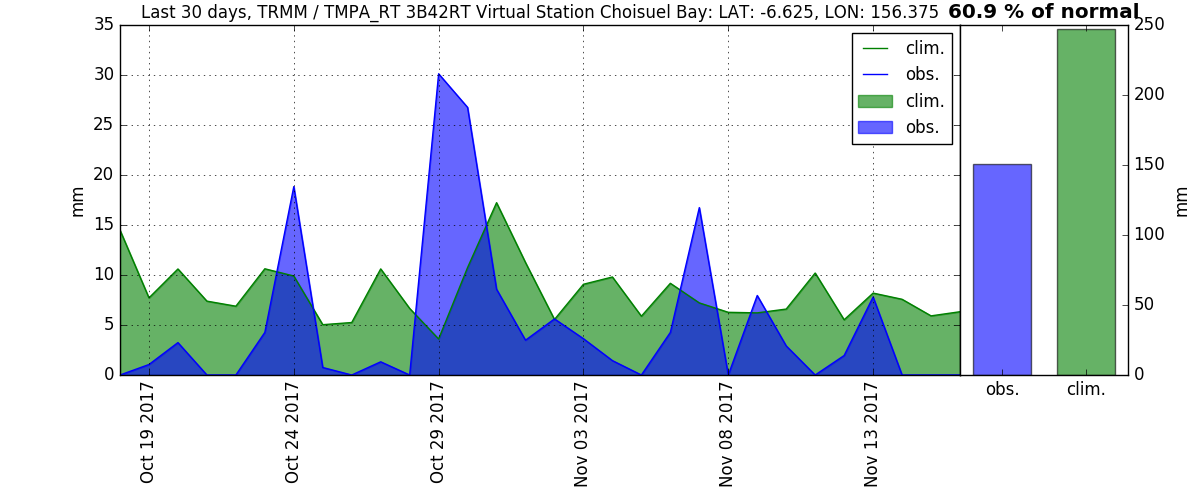 Last 30 days, TRMM / TMPA_RT 3B42RT Virtual Station Choisuel Bay: LAT: -6.625, LON: 156.375 60.9 % of normal
35
30
25
20
15
10
5
0
mm
clim.
obs.
clim.
obs.
250
200
150
100
50
0
mm
Oct 19 2017
Oct 24 2017
Oct 29 2017
Nov 03 2017
Nov 08 2017
Nov 13 2017
obs.
clim.